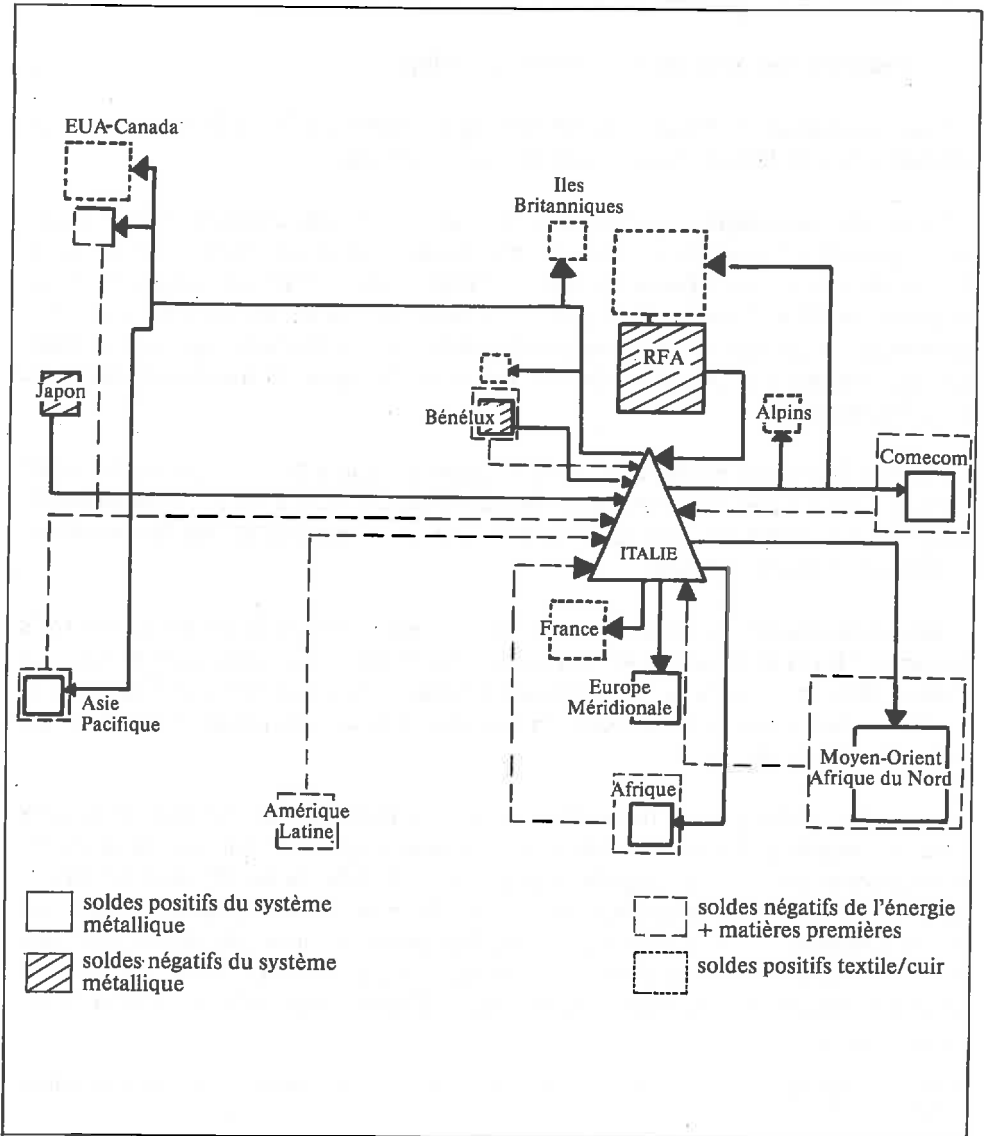 EUA-Canada
Iles
Britanniques
RFA
Japon
Bénélux
Alpins
Comecom
ITALIE
France
Europe
Méridionale
Asie
Pacifique
Moyen-Orient
Afrique du Nord
Afrique
Amérique
Latine
soldes positifs du système
métallique
soldes négatifs du système
métallique
soldes négatifs de l'énergie
+ matières premières
soldes positifs textile/cuir